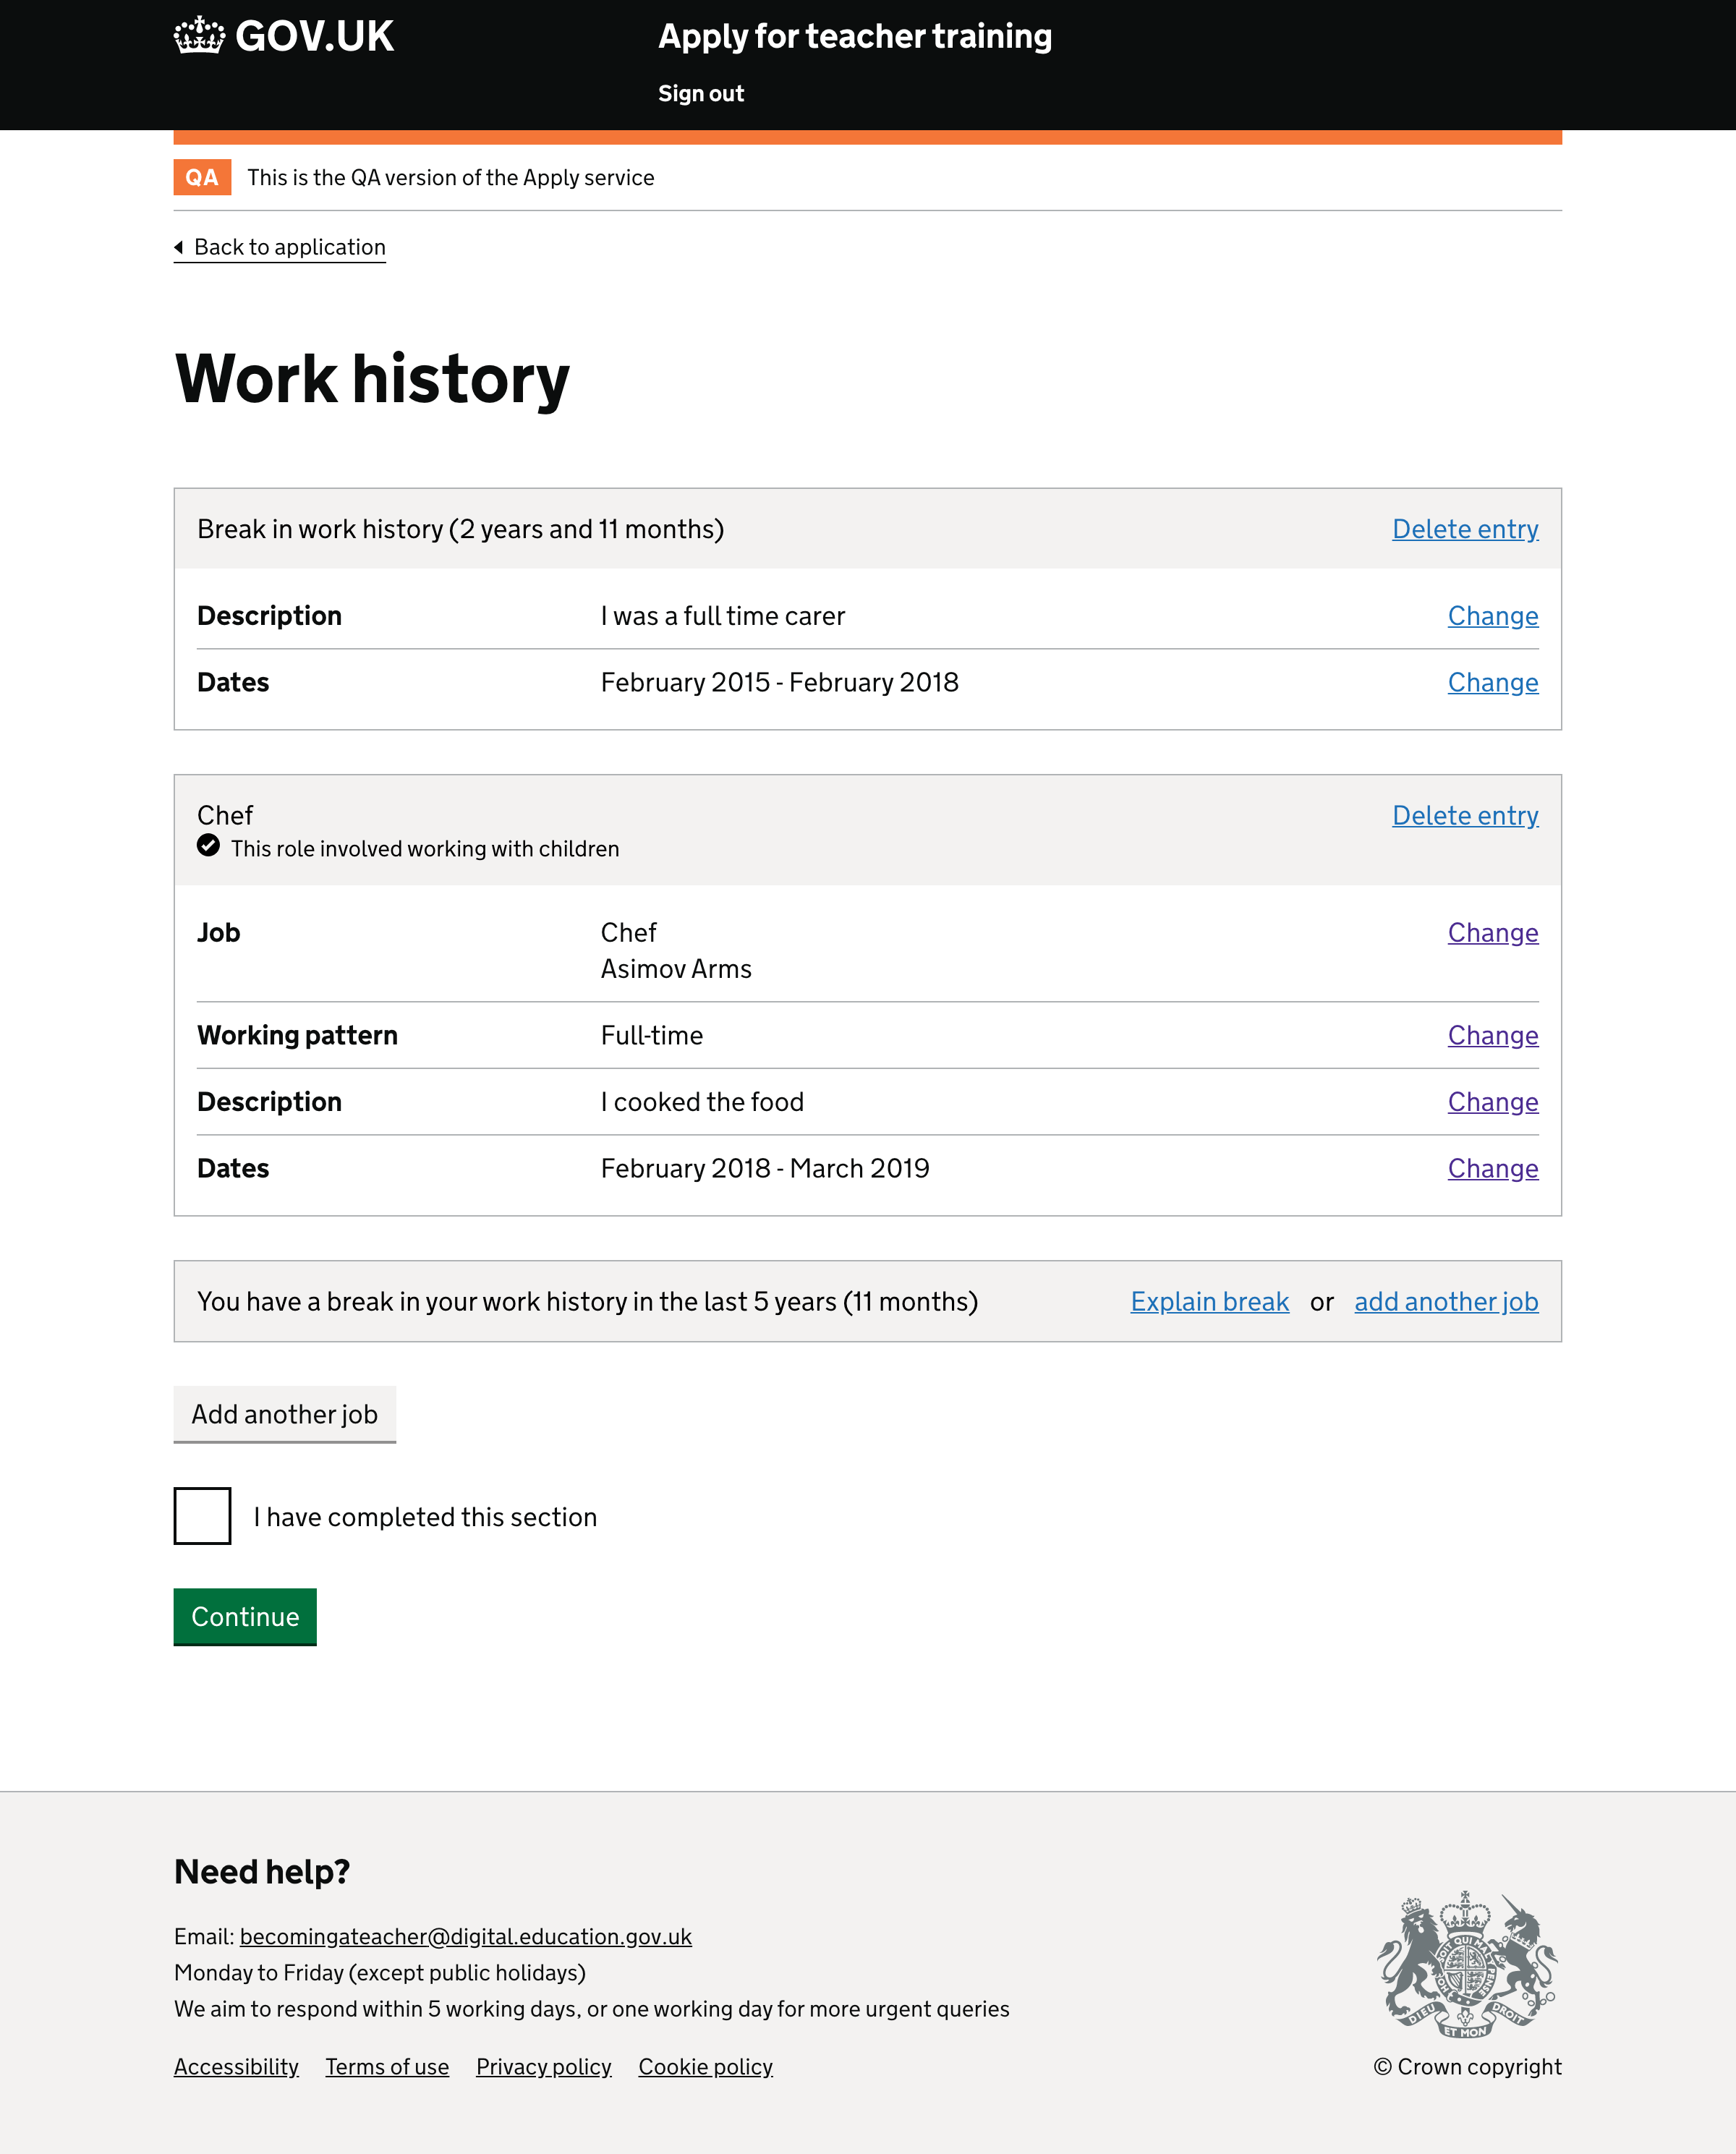 GOV.UK
Apply for teacher training
Sign out
QA
This is the QA version of the Apply service
Back to application
Work history
Break in work history (2 years and 11 months)
Delete entry
Description
I was a full time carer
Change
Dates
February 2015 - February 2018
Change
Chef
Delete entry
This role involved working with children
Job
Chef
Change
Asimov Arms
Working pattern
Full-time
Change
Description
I cooked the food
Change
Dates
February 2018 - March 2019
Change
You have a break in your work history in the last 5 years (11 months)
Explain break or add another job
Add another job
I have completed this section
Continue
Need help?
Email: becomingateacher@digital.education.gov.uk
Monday to Friday (except public holidays)
We aim to respond within 5 working days, or one working day for more urgent queries
DIEU ET MON DROIT
Accessibility
Terms of use
Privacy policy
Cookie policy
© Crown copyright